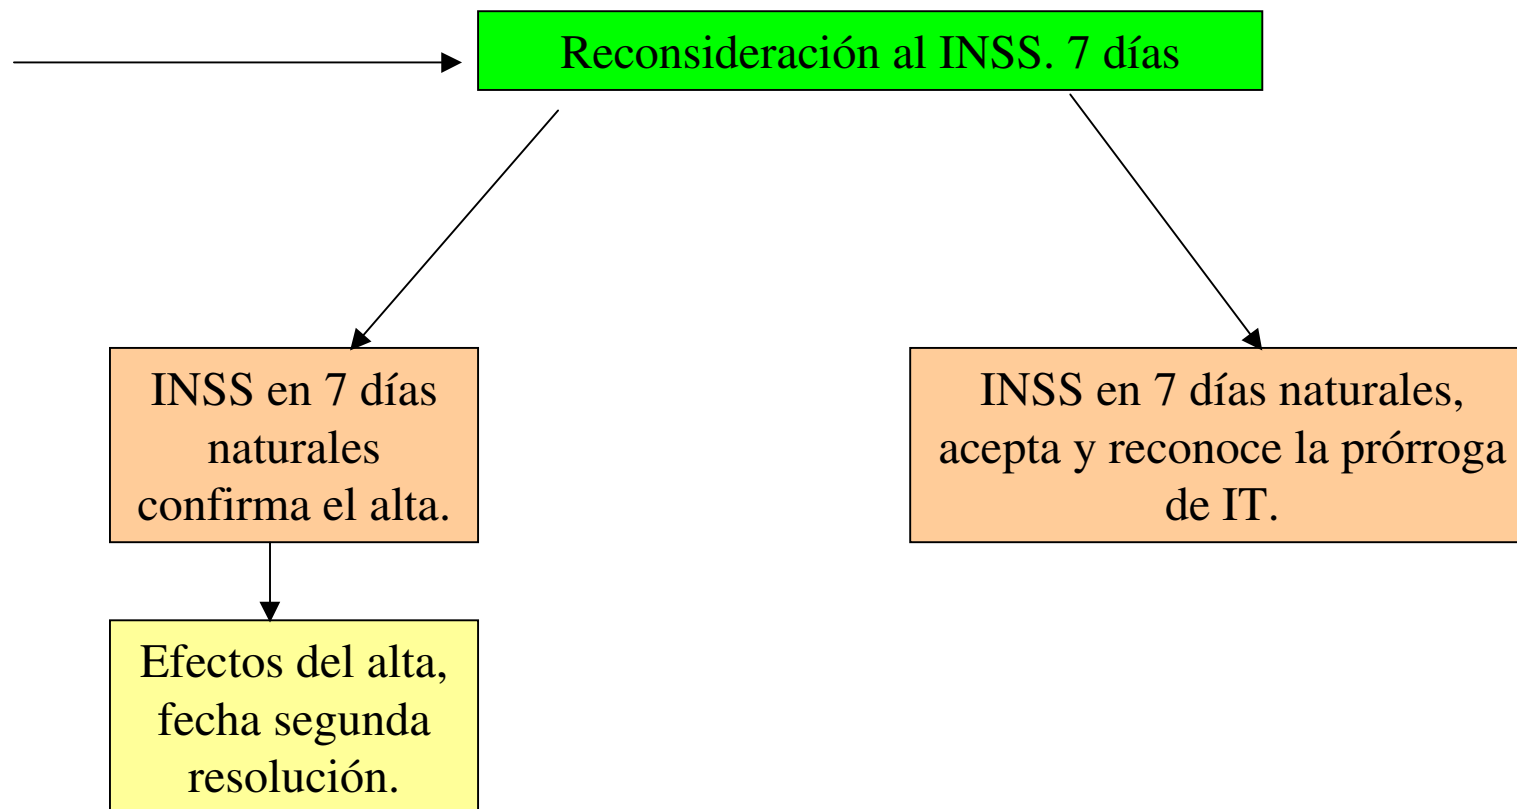 Reconsideración al INSS. 7 días
INSS en 7 días
naturales
confirma el alta.
INSS en 7 días naturales,
acepta y reconoce la prórroga
de IT.
Efectos del alta,
fecha segunda
resolución.